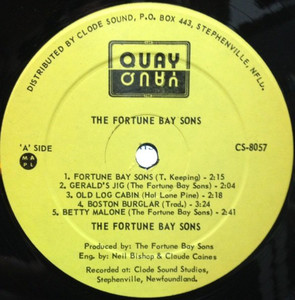 DISTRIBUTED BY CLODE SOUND, P.O. BOX 443, STEPHENVILLE, NFLD.
QUAY
QUAY
THE FORTUNE BAY SONS
'A' SIDE
CS-8057
M A P L
1. FORTUNE BAY SONS (T. Keeping) - 2:15
2. GERALD'S JIG (The Fortune Bay Sons) - 2:04
3. OLD LOG CABIN (Hal Lone Pine) - 2:40
4. BOSTON BURGLAR (Trad.) - 2:34
5. BETTY MALONE (The Fortune Bay Sons) - 2:41
THE FORTUNE BAY SONS
Produced by: The Fortune Bay Sons
Eng. by: Neil Bishop & Claude Caines
Recorded at: Clode Sound Studios,
Stephenville, Newfoundland.